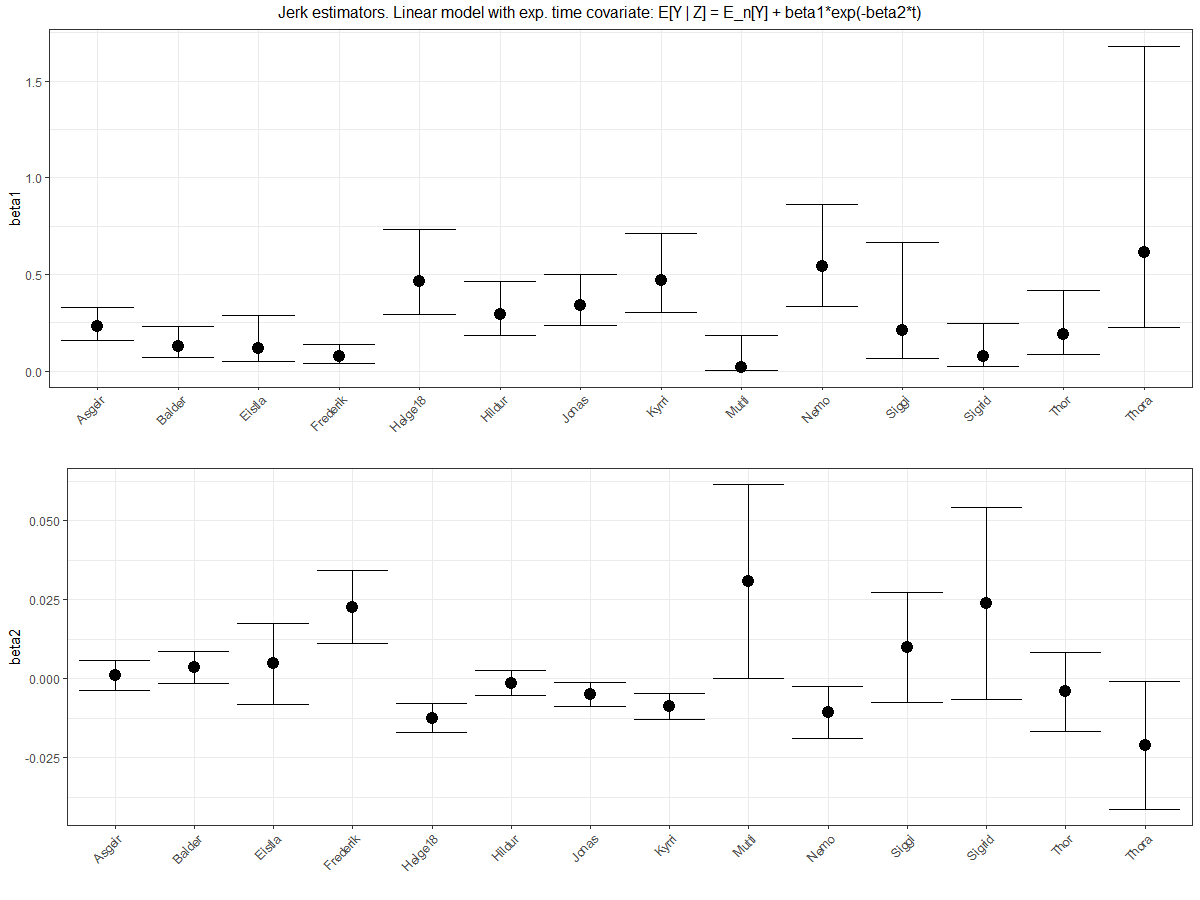 Jerk estimators. Linear model with exp. time covariate: E[Y | Z] = E_n[Y] + beta1*exp(-beta2*t)
1.5
1.0
0.5
0.0
beta1
Asgeir
Balder
Eistla
Frederik
Helge18
Hildur
Jonas
Kyrri
Mutti
Nemo
Siggi
Sigrid
Thor
Thora
0.050
0.025
0.000
-0.025
beta2
Asgeir
Balder
Eistla
Frederik
Helge18
Hildur
Jonas
Kyrri
Mutti
Nemo
Siggi
Sigrid
Thor
Thora